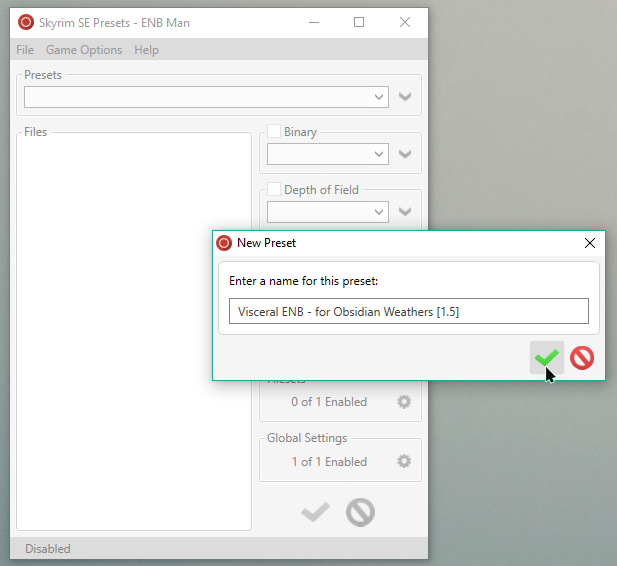 Skyrim SE Presets - ENB Man
File Game Options Help
Presets
Files
Binary
Depth of Field
New Preset
Enter a name for this preset:
Visceral ENB - for Obsidian Weathers [1.5]
0 of 1 Enabled
Global Settings
1 of 1 Enabled
Disabled